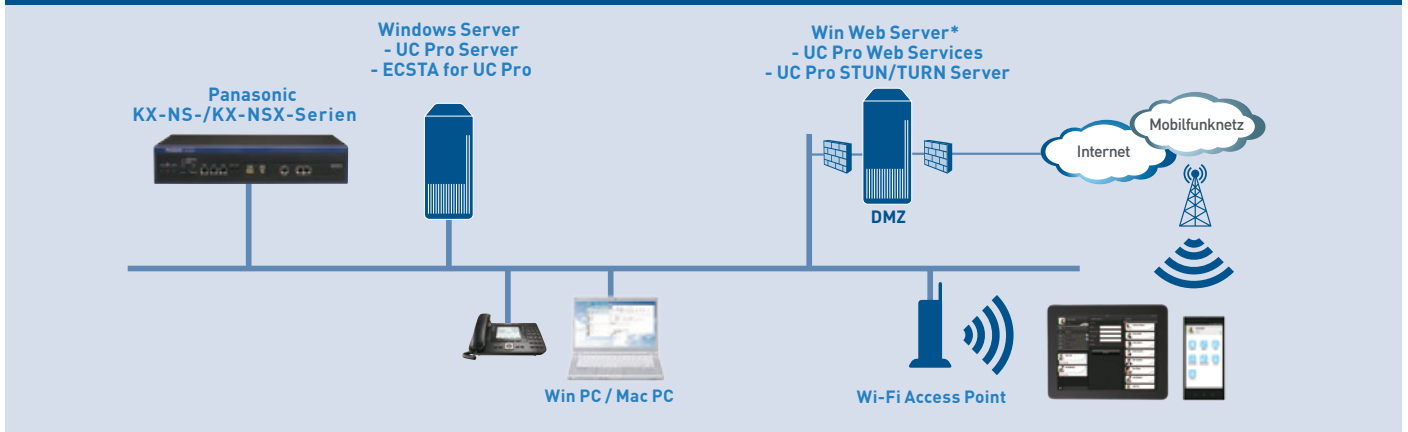 Windows Server
- UC Pro Server
- ECSTA for UC Pro
Win Web Server*
- UC Pro Web Services
- UC Pro STUN/TURN Server
Panasonic
KX-NS-/KX-NSX-Serien
Mobilfunknetz
Internet
DMZ
Win PC / Mac PC
Wi-Fi Access Point